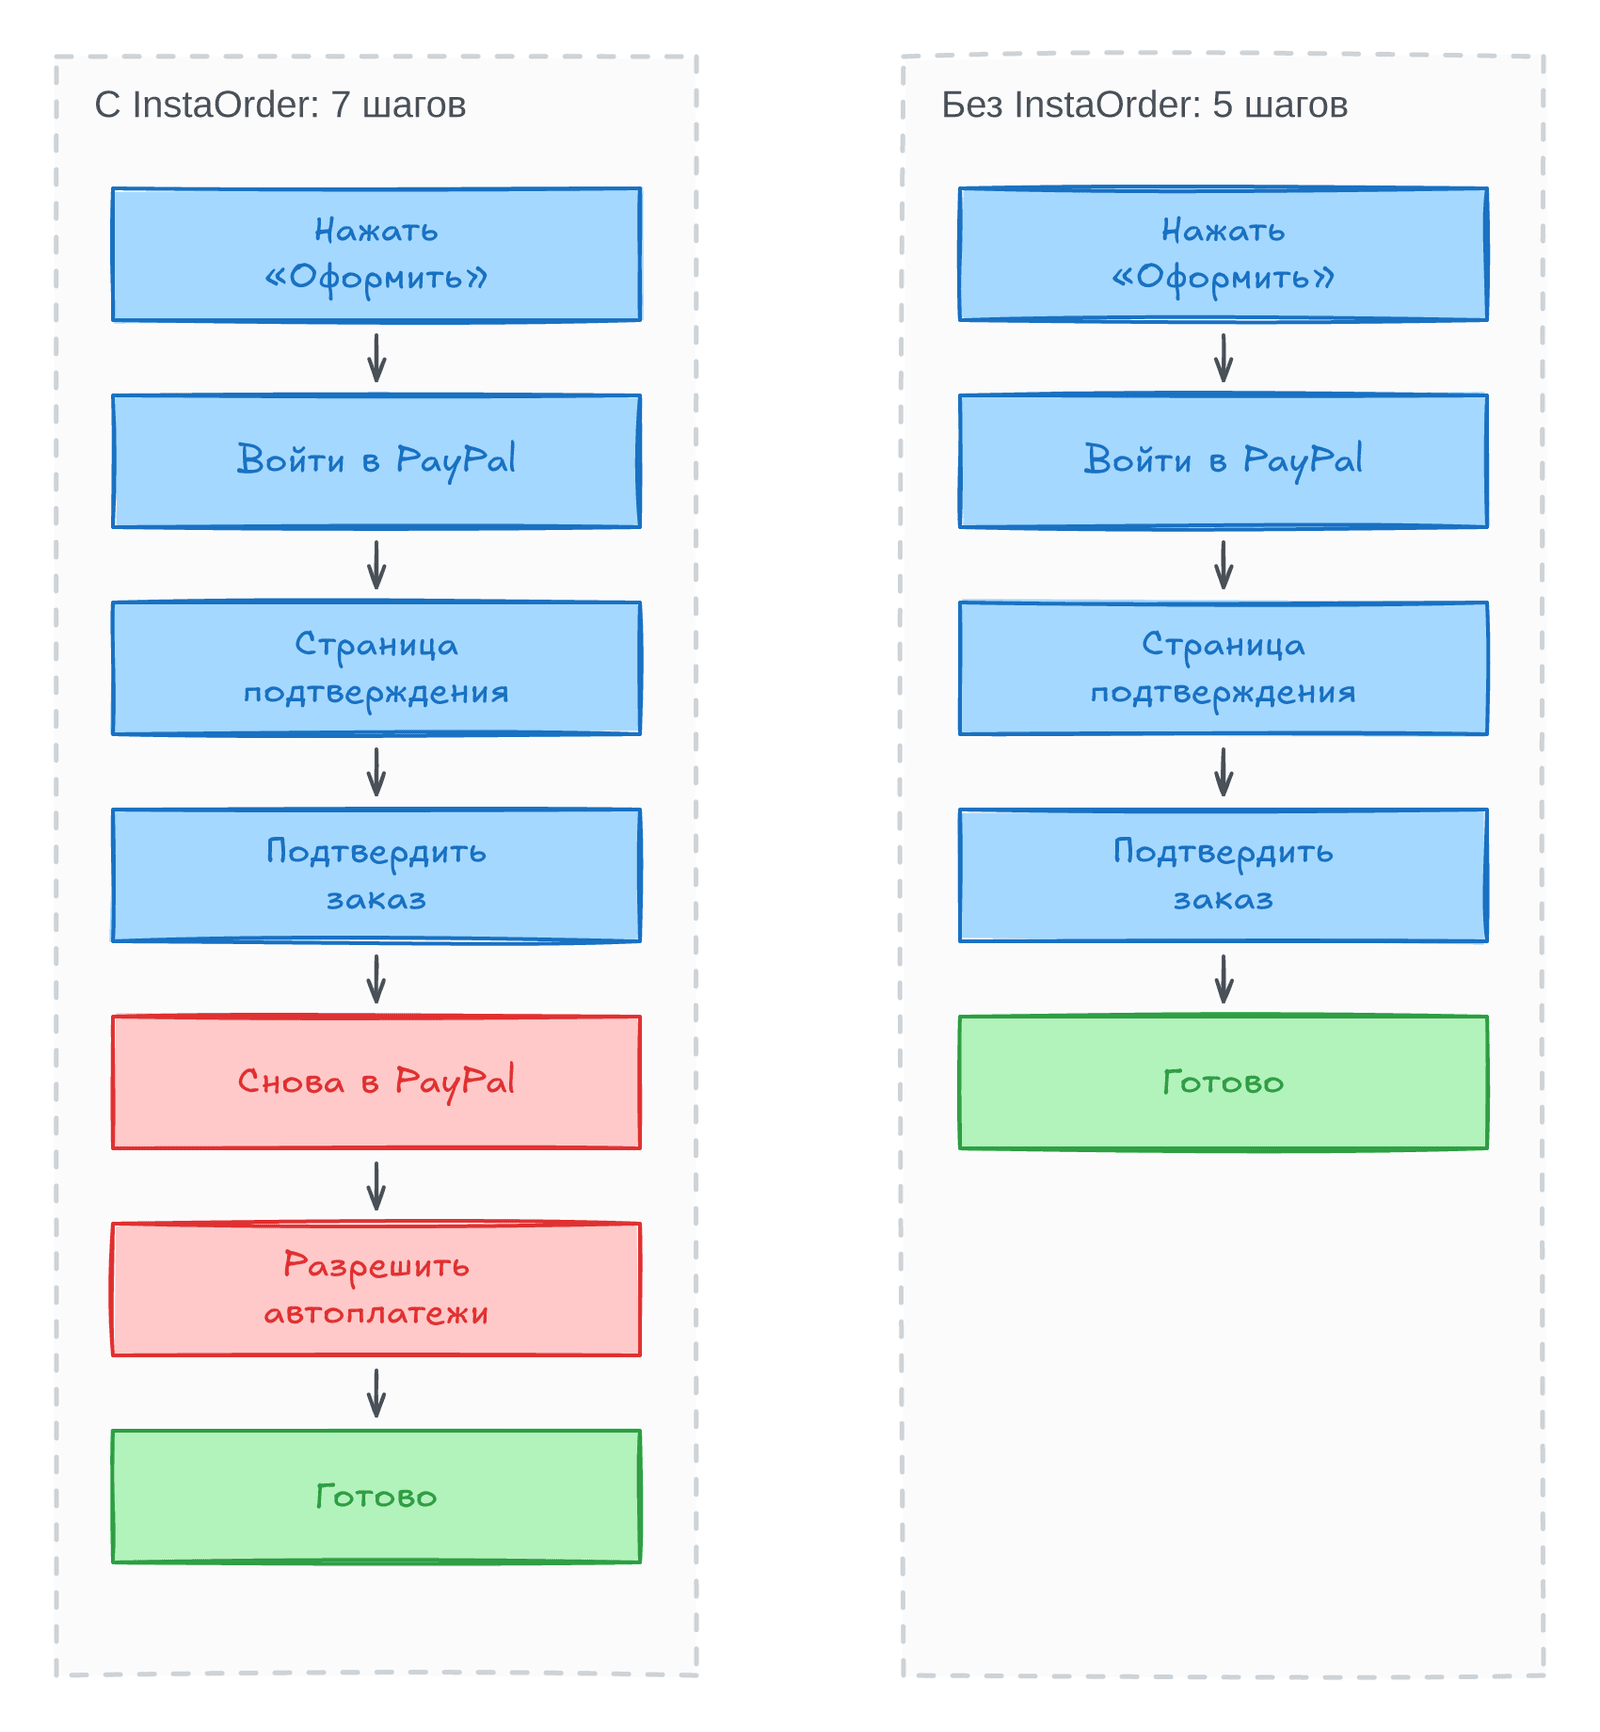 С InstaOrder: 7 шагов
Нажать
«Оформить»
Войти в PayPal
Страница
подтверждения
Подтвердить
заказ
Снова в PayPal
Разрешить
автоплатежи
Готово
Без InstaOrder: 5 шагов
Нажать
«Оформить»
Войти в PayPal
Страница
подтверждения
Подтвердить
заказ
Готово